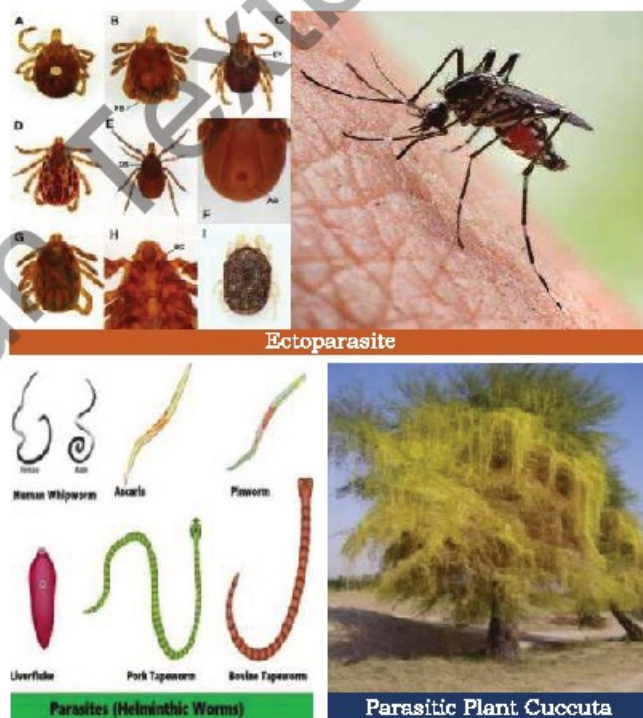 A
B
C
D
E
F
G
H
I
Ectoparasite
Human Whipworm
Ascaris
Pinworm
Liverfluke
Pork Tapeworm
Bovine Tapeworm
Parasites (Helminthic Worms)
Parasitic Plant Cuccuta